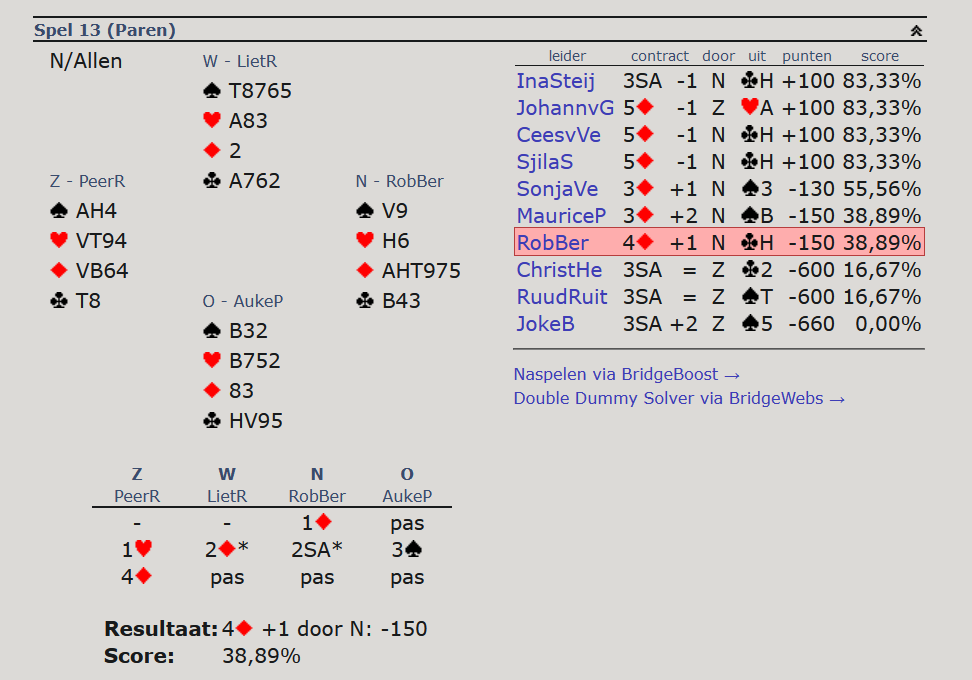 Spel 13 (Paren)
N/Allen
W - LietR
♠ T8765
♥ A83
♦ 2
♣ A762
Z - PeerR
♠ AH4
♥ VT94
♦ VB64
♣ T8
N - RobBer
♠ V9
♥ H6
♦ AHT975
♣ B43
O - AukeP
♠ B32
♥ B752
♦ 83
♣ HV95
leider contract door uit punten score
InaSteij 3SA -1 N ♣H +100 83,33%
JohannvG 5♦ -1 Z ♥A +100 83,33%
CeesvVe 5♦ -1 N ♣H +100 83,33%
SjilaS 5♦ -1 N ♣H +100 83,33%
SonjaVe 3♦ +1 N ♠3 -130 55,56%
MauriceP 3♦ +2 N ♠B -150 38,89%
RobBer 4♦ +1 N ♣H -150 38,89%
ChristHe 3SA = Z ♣2 -600 16,67%
RuudRuit 3SA = Z ♠T -600 16,67%
JokeB 3SA +2 Z ♠5 -660 0,00%
Naspelen via BridgeBoost →
Double Dummy Solver via BridgeWebs →
Z W N O
PeerR LietR RobBer AukeP
- - 1♦ pas
1♥ 2♦* 2SA* 3♠
4♦ pas pas pas
Resultaat: 4♦ +1 door N: -150
Score: 38,89%